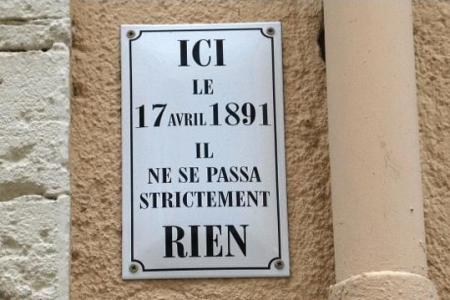 ICI
LE
17 AVRIL 1891
IL
NE SE PASSA
STRICTEMENT
RIEN